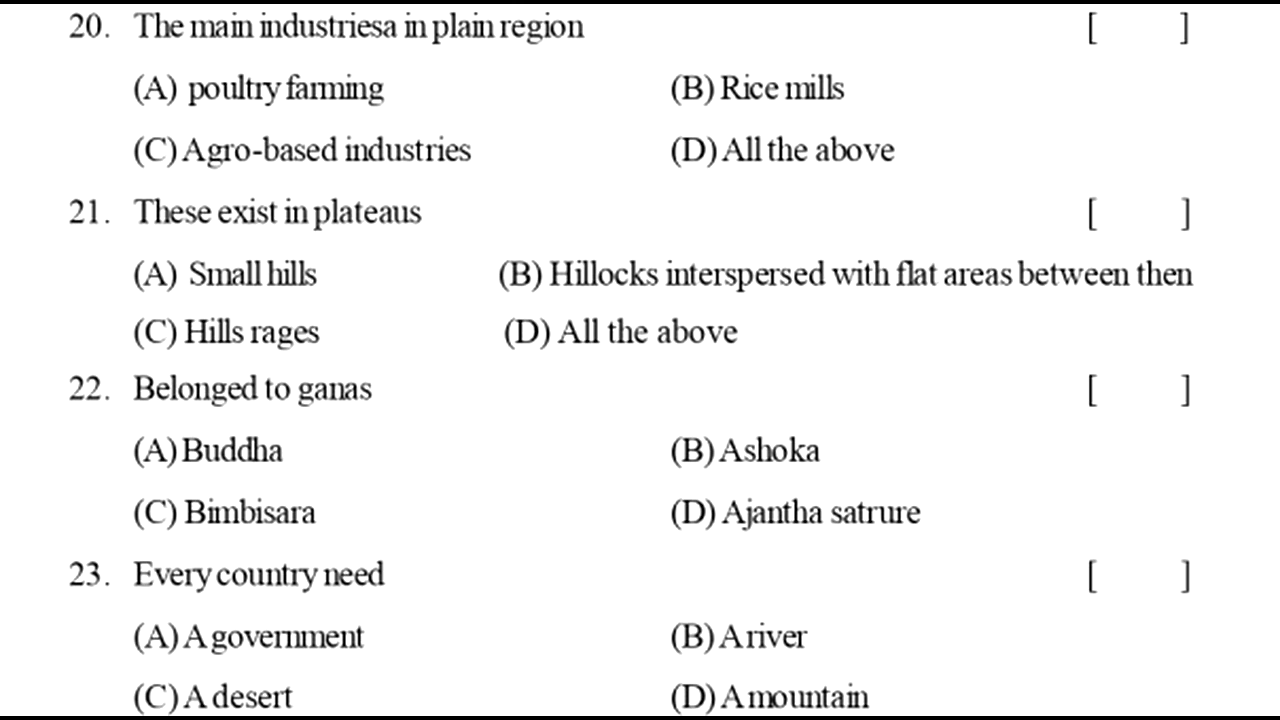 20. The main industriesa in plain region [ ]
(A) poultry farming (B) Rice mills
(C) Agro-based industries (D) All the above
21. These exist in plateaus [ ]
(A) Small hills (B) Hillocks interspersed with flat areas between then
(C) Hills rages (D) All the above
22. Belonged to ganas [ ]
(A) Buddha (B) Ashoka
(C) Bimbisara (D) Ajantha satrure
23. Every country need [ ]
(A) A government (B) A river
(C) A desert (D) A mountain